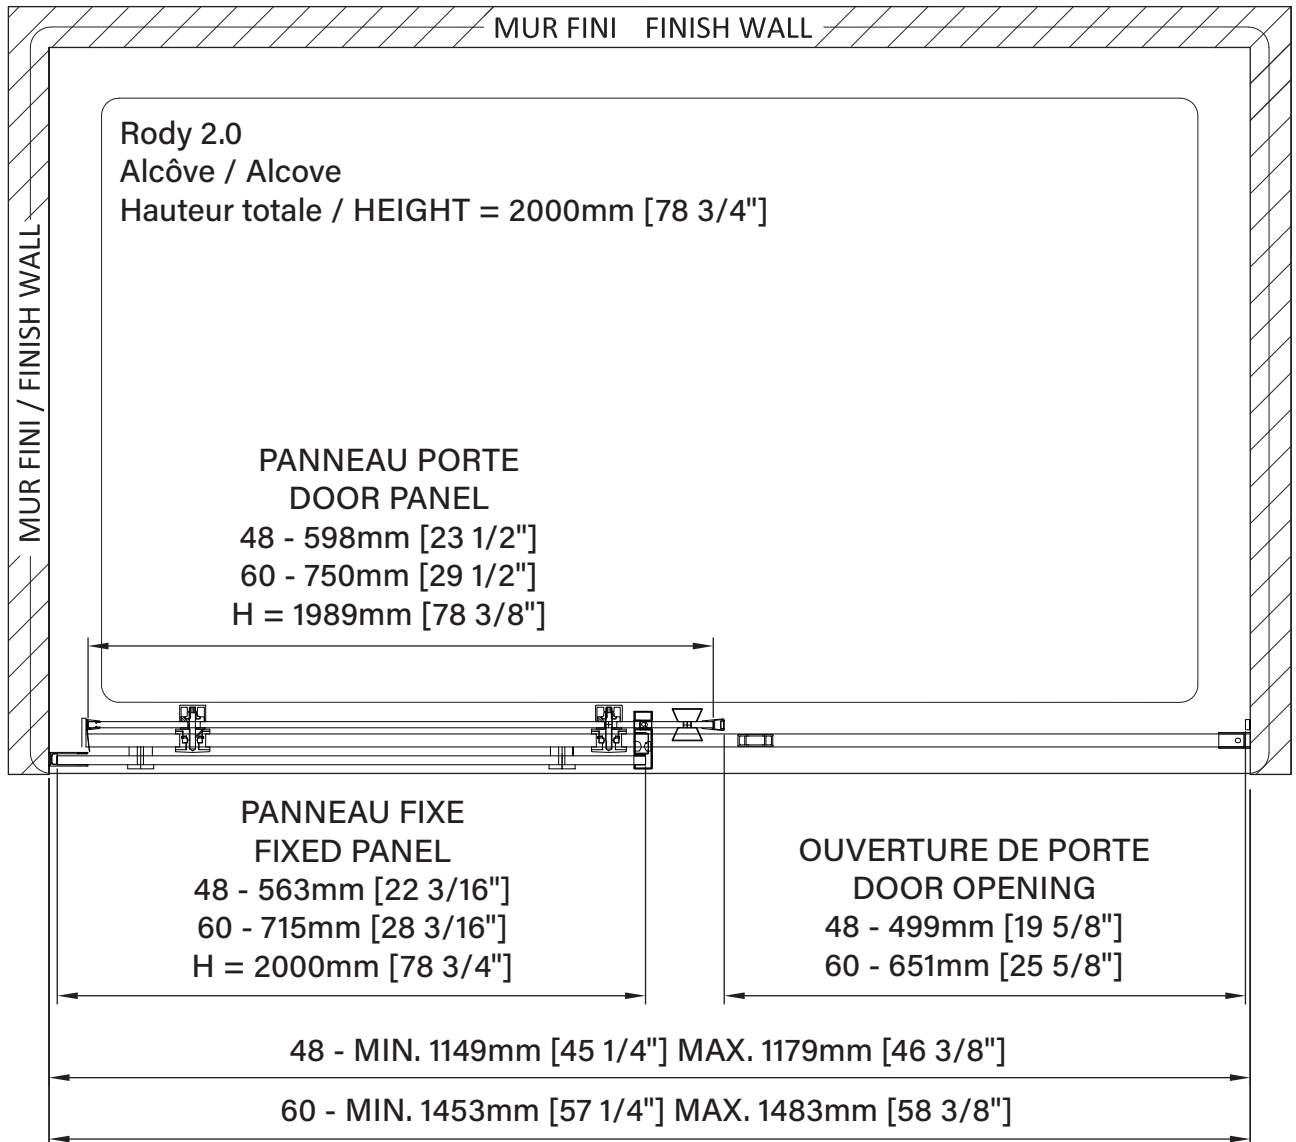 MUR FINI FINISH WALL
Rody 2.0
Alcôve / Alcove
Hauteur totale / HEIGHT = 2000mm [78 3/4"]
MUR FINI / FINISH WALL
PANNEAU PORTE
DOOR PANEL
48 - 598mm [23 1/2"]
60 - 750mm [29 1/2"]
H = 1989mm [78 3/8"]
PANNEAU FIXE
FIXED PANEL
48 - 563mm [22 3/16"]
60 - 715mm [28 3/16"]
H = 2000mm [78 3/4"]
OUVERTURE DE PORTE
DOOR OPENING
48 - 499mm [19 5/8"]
60 - 651mm [25 5/8"]
48 - MIN. 1149mm [45 1/4"] MAX. 1179mm [46 3/8"]
60 - MIN. 1453mm [57 1/4"] MAX. 1483mm [58 3/8"]